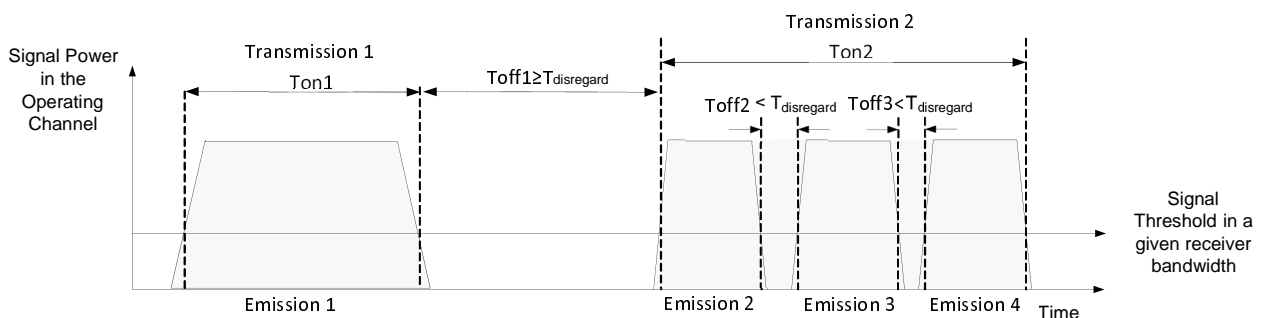 Transmission 2
Transmission 1
Signal Power
in the
Operating
Channel
Ton1
Toff1≥Tdisregard
Ton2
Toff2 < Tdisregard
Toff3<Tdisregard
Signal
Threshold in a
given receiver
bandwidth
Emission 1
Emission 2
Emission 3
Emission 4
Time